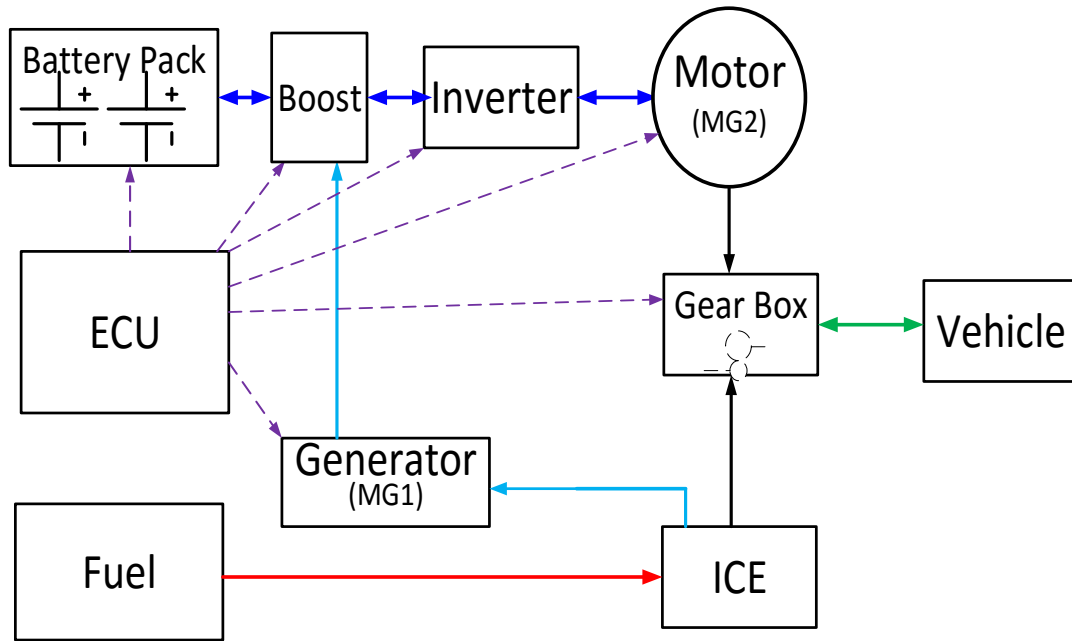 Battery Pack
+ +
Boost
Inverter
Motor
(MG2)
ECU
Gear Box
Vehicle
Generator
(MG1)
Fuel
ICE